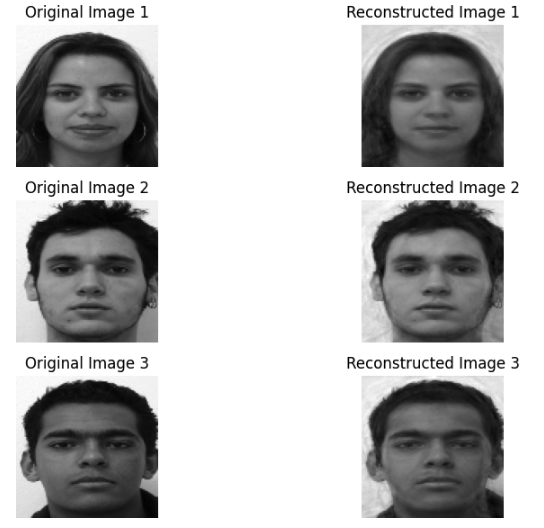 Original Image 1
Reconstructed Image 1
Original Image 2
Reconstructed Image 2
Original Image 3
Reconstructed Image 3